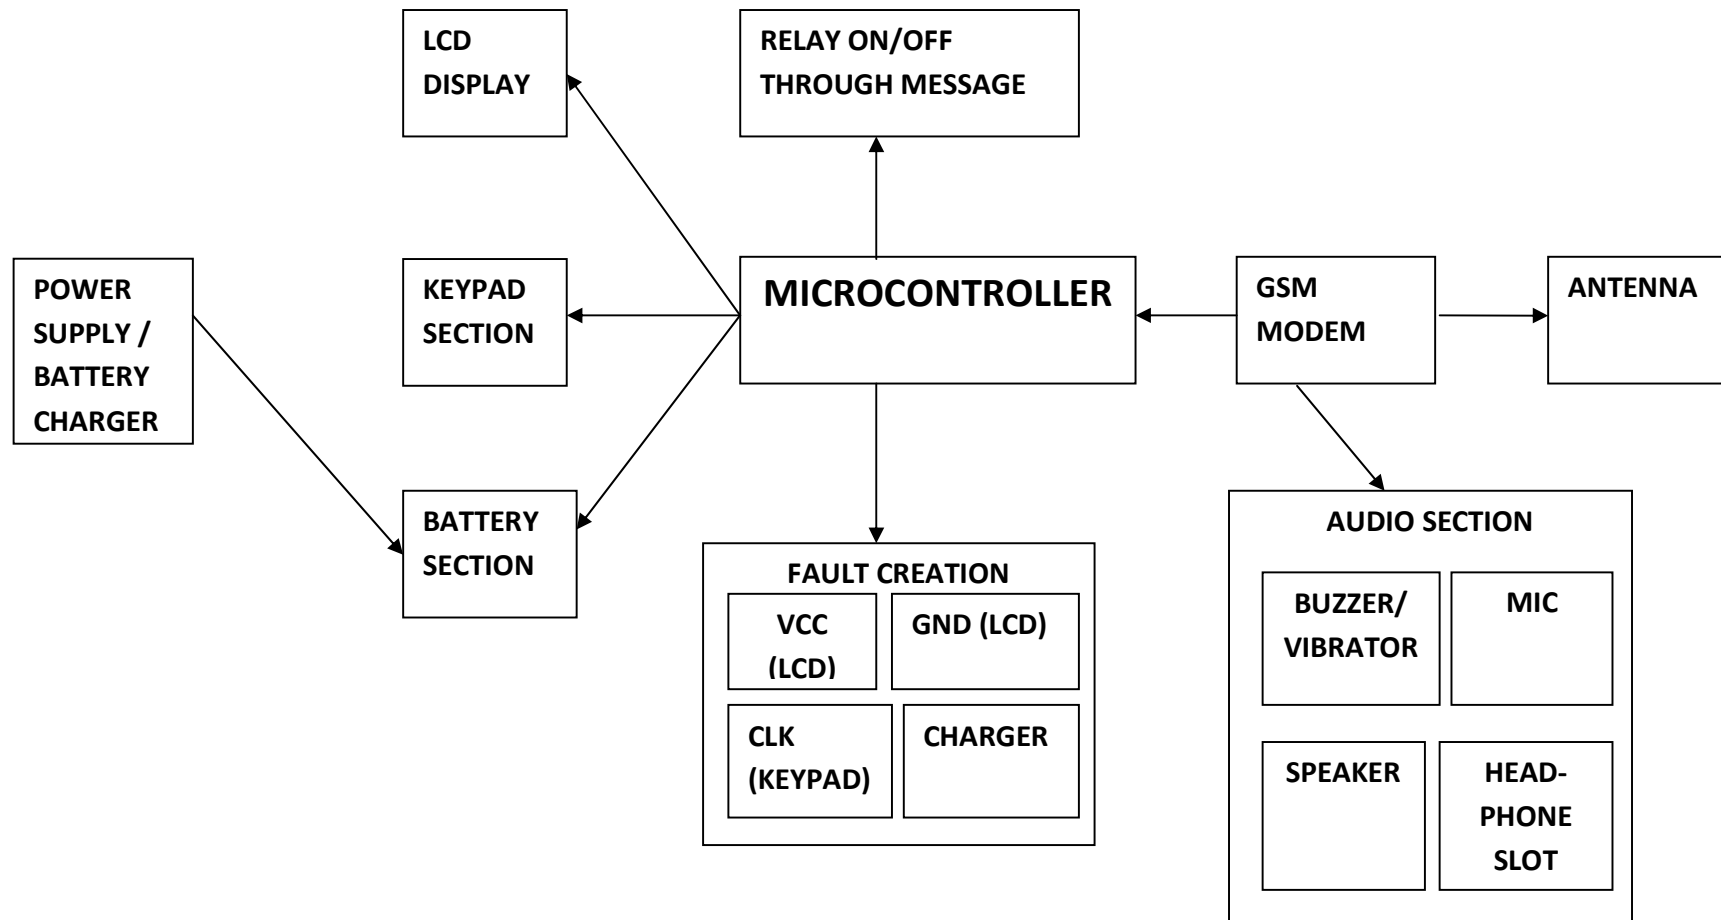 LCD
DISPLAY
RELAY ON/OFF
THROUGH MESSAGE
POWER
SUPPLY /
BATTERY
CHARGER
KEYPAD
SECTION
MICROCONTROLLER
GSM
MODEM
ANTENNA
BATTERY
SECTION
FAULT CREATION
VCC
(LCD)
GND (LCD)
CLK
(KEYPAD)
CHARGER
AUDIO SECTION
BUZZER/
VIBRATOR
MIC
SPEAKER
HEAD-
PHONE
SLOT